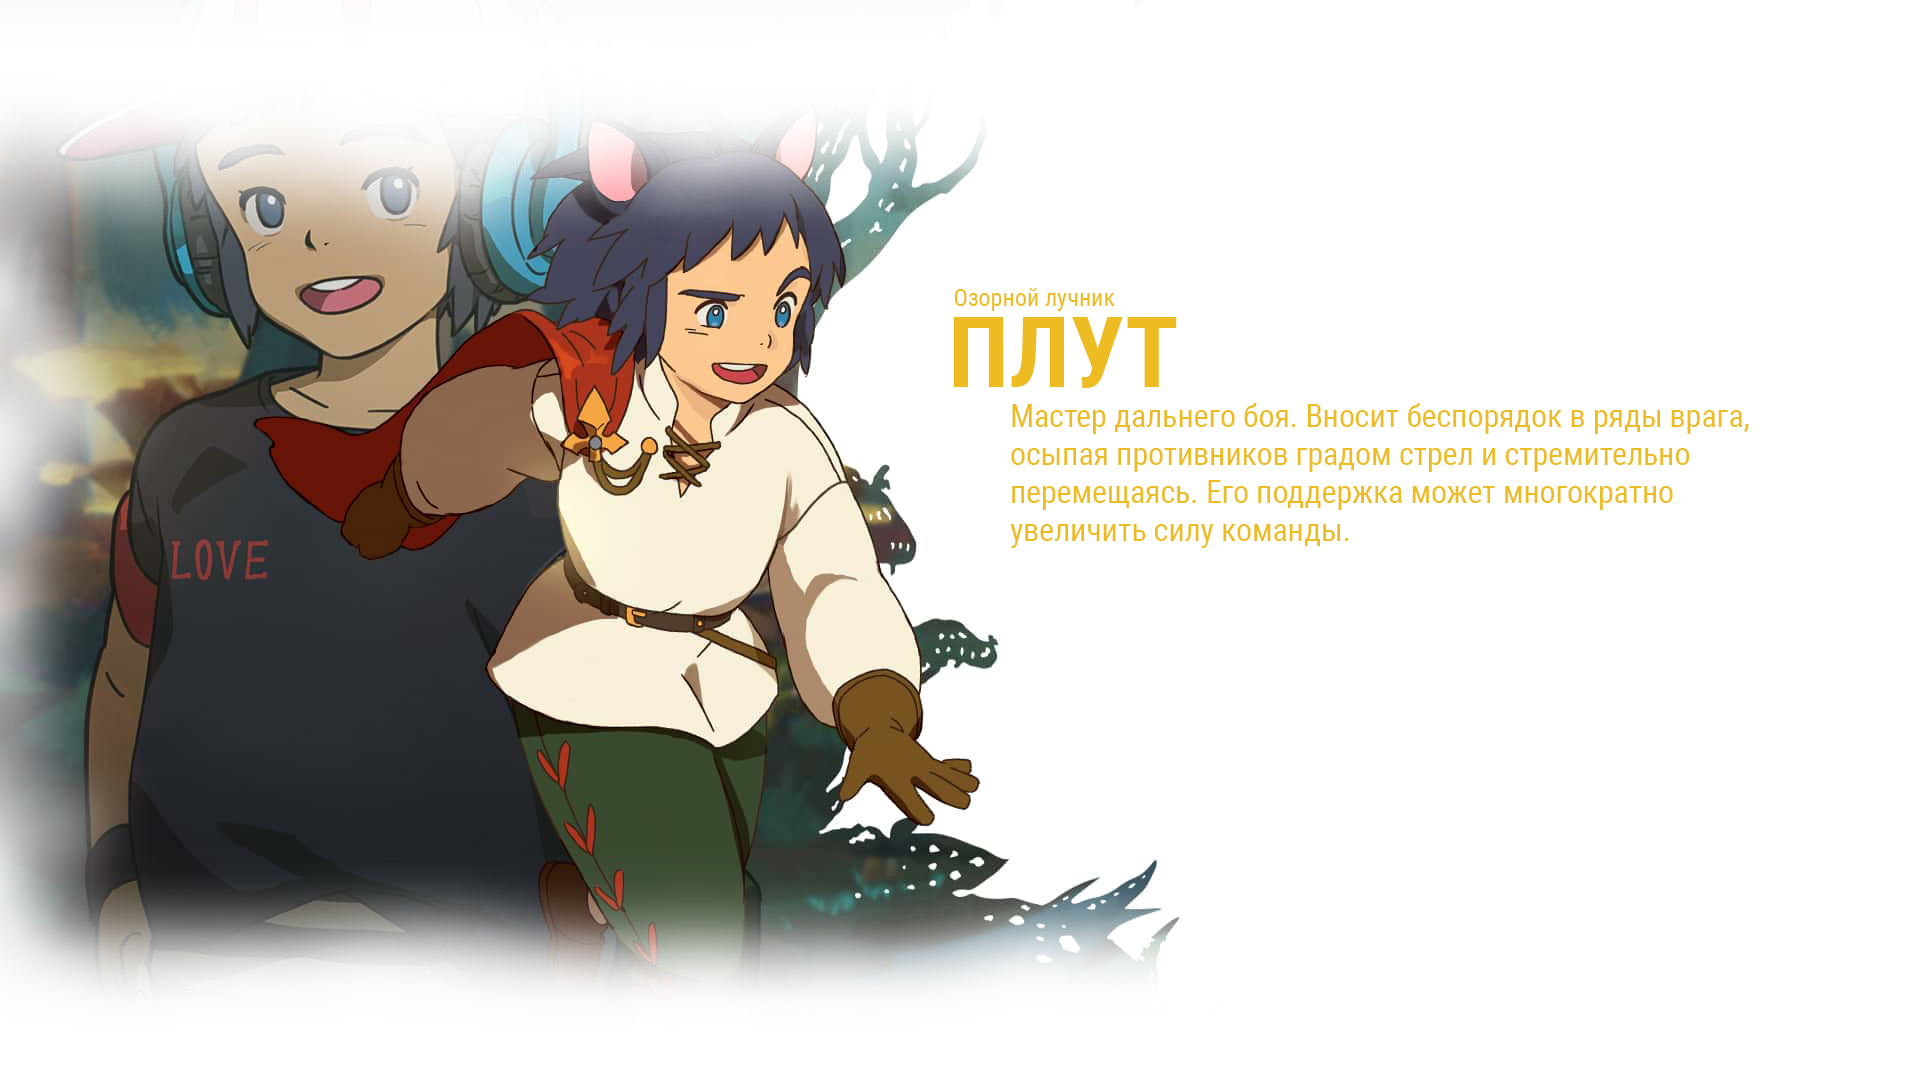 Озорной лучник
ПЛУТ
Мастер дальнего боя. Вносит беспорядок в ряды врага,
осыпая противников градом стрел и стремительно
перемещаясь. Его поддержка может многократно
увеличить силу команды.
LOVE